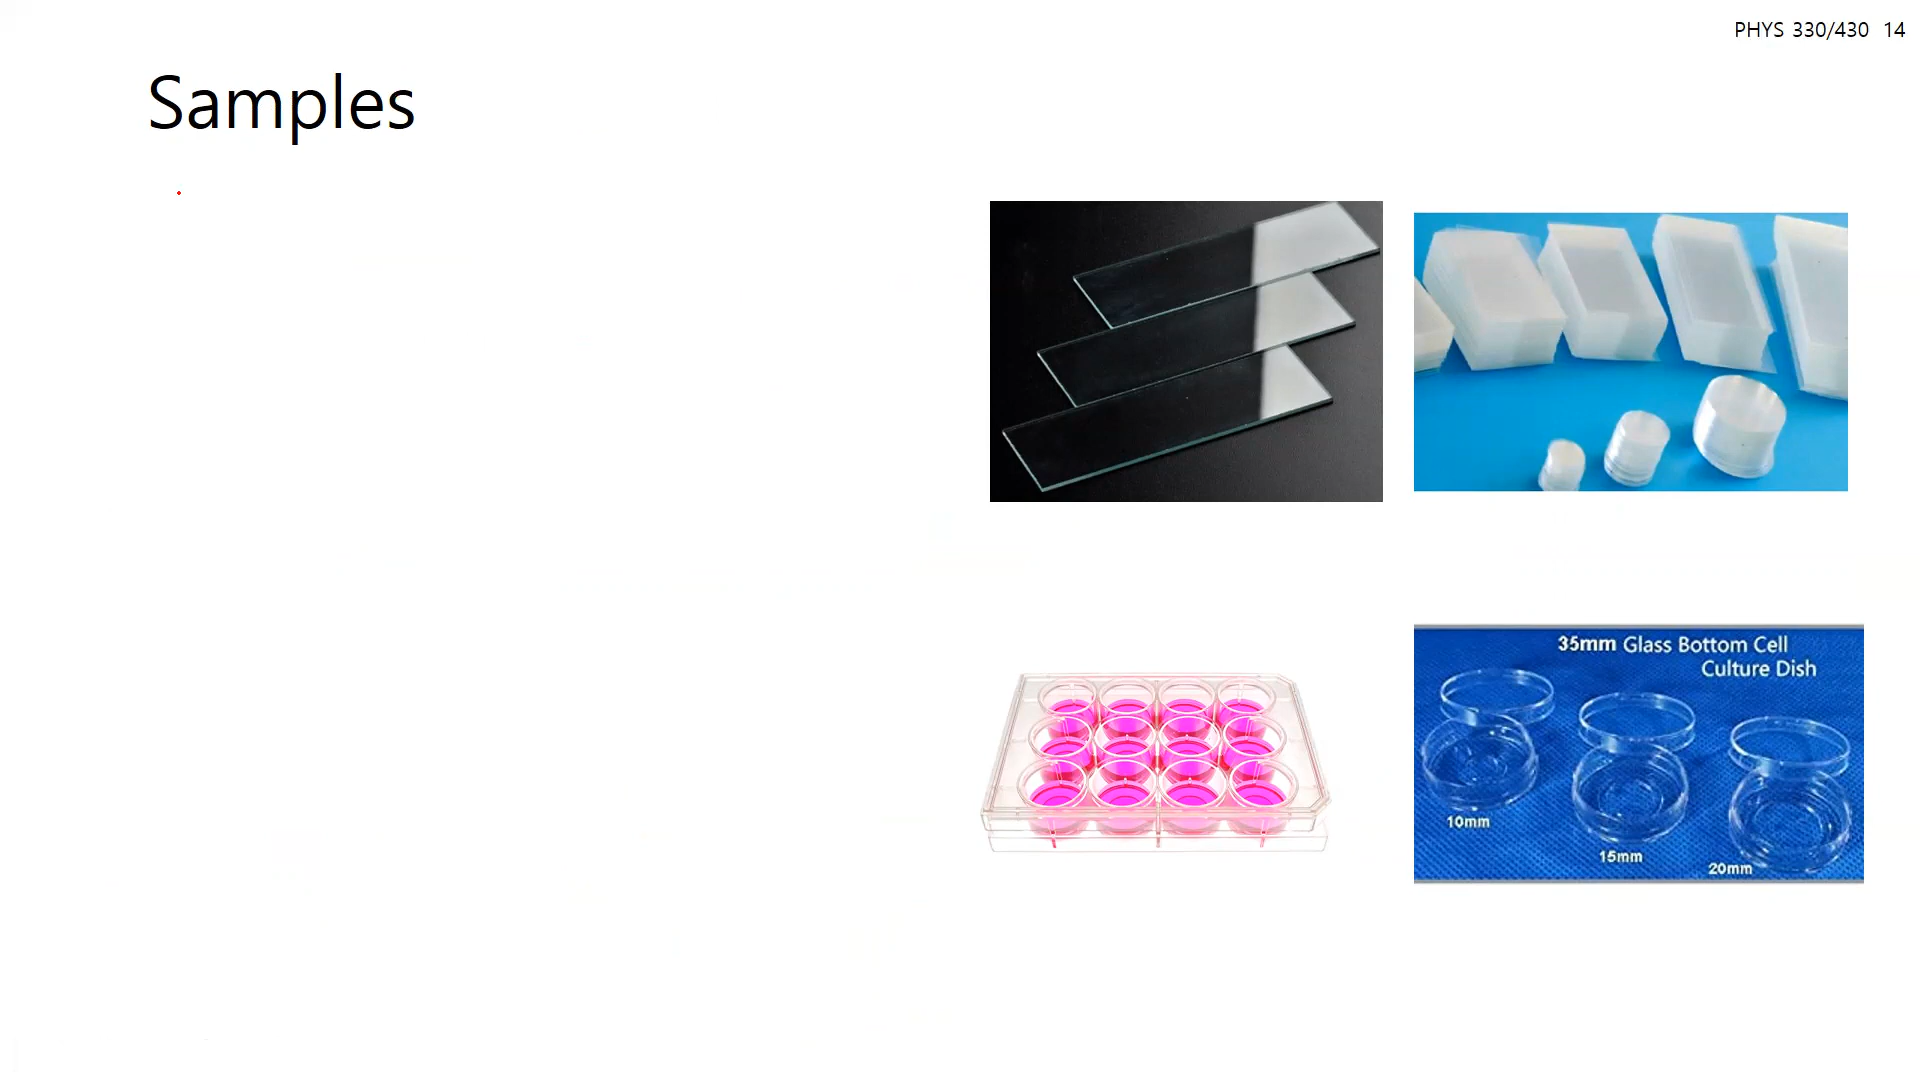 PHYS 330/430 14
Samples
35mm Glass Bottom Cell
Culture Dish
10mm
15mm
20mm